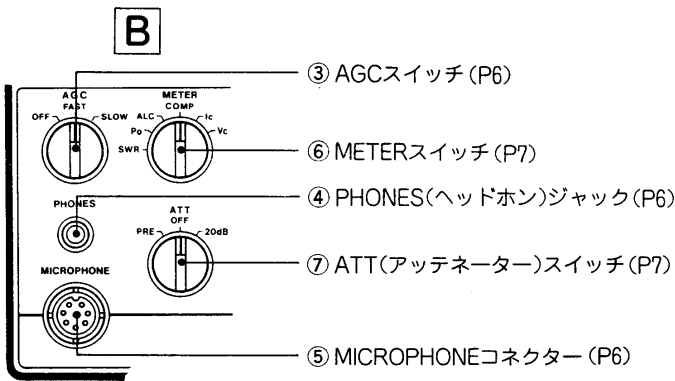 B
③ AGCスイッチ(P6)
AGC
FAST
OFF
SLOW
METER
COMP
ALC
Ic
Po
Vc
SWR
⑥ METERスイッチ(P7)
④ PHONES(ヘッドホン)ジャック(P6)
PHONES
ATT
OFF
PRE
20dB
⑦ ATT(アッテネーター)スイッチ(P7)
MICROPHONE
⑤ MICROPHONEコネクター(P6)